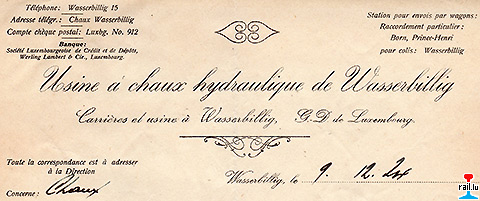 Téléphone: Wasserbillig 15
Adresse télégr.: Chaux Wasserbillig
Compte chèque postal: Luxbg. No. 912
Banque:
Société Luxembourgeoise de Crédit et de Dépôts,
Werling Lambert & Cie., Luxembourg.
Station pour envois par wagons:
Raccordement particulier:
Born, Prince-Henri
pour colis: Wasserbillig
Usine à chaux hydraulique de Wasserbillig
Carrières et usine à Wasserbillig, G. D. de Luxembourg.
Toute la correspondance est à adresser
à la Direction
Wasserbillig, le 9. 12. 24
Concerne: Chaux
rail.lu